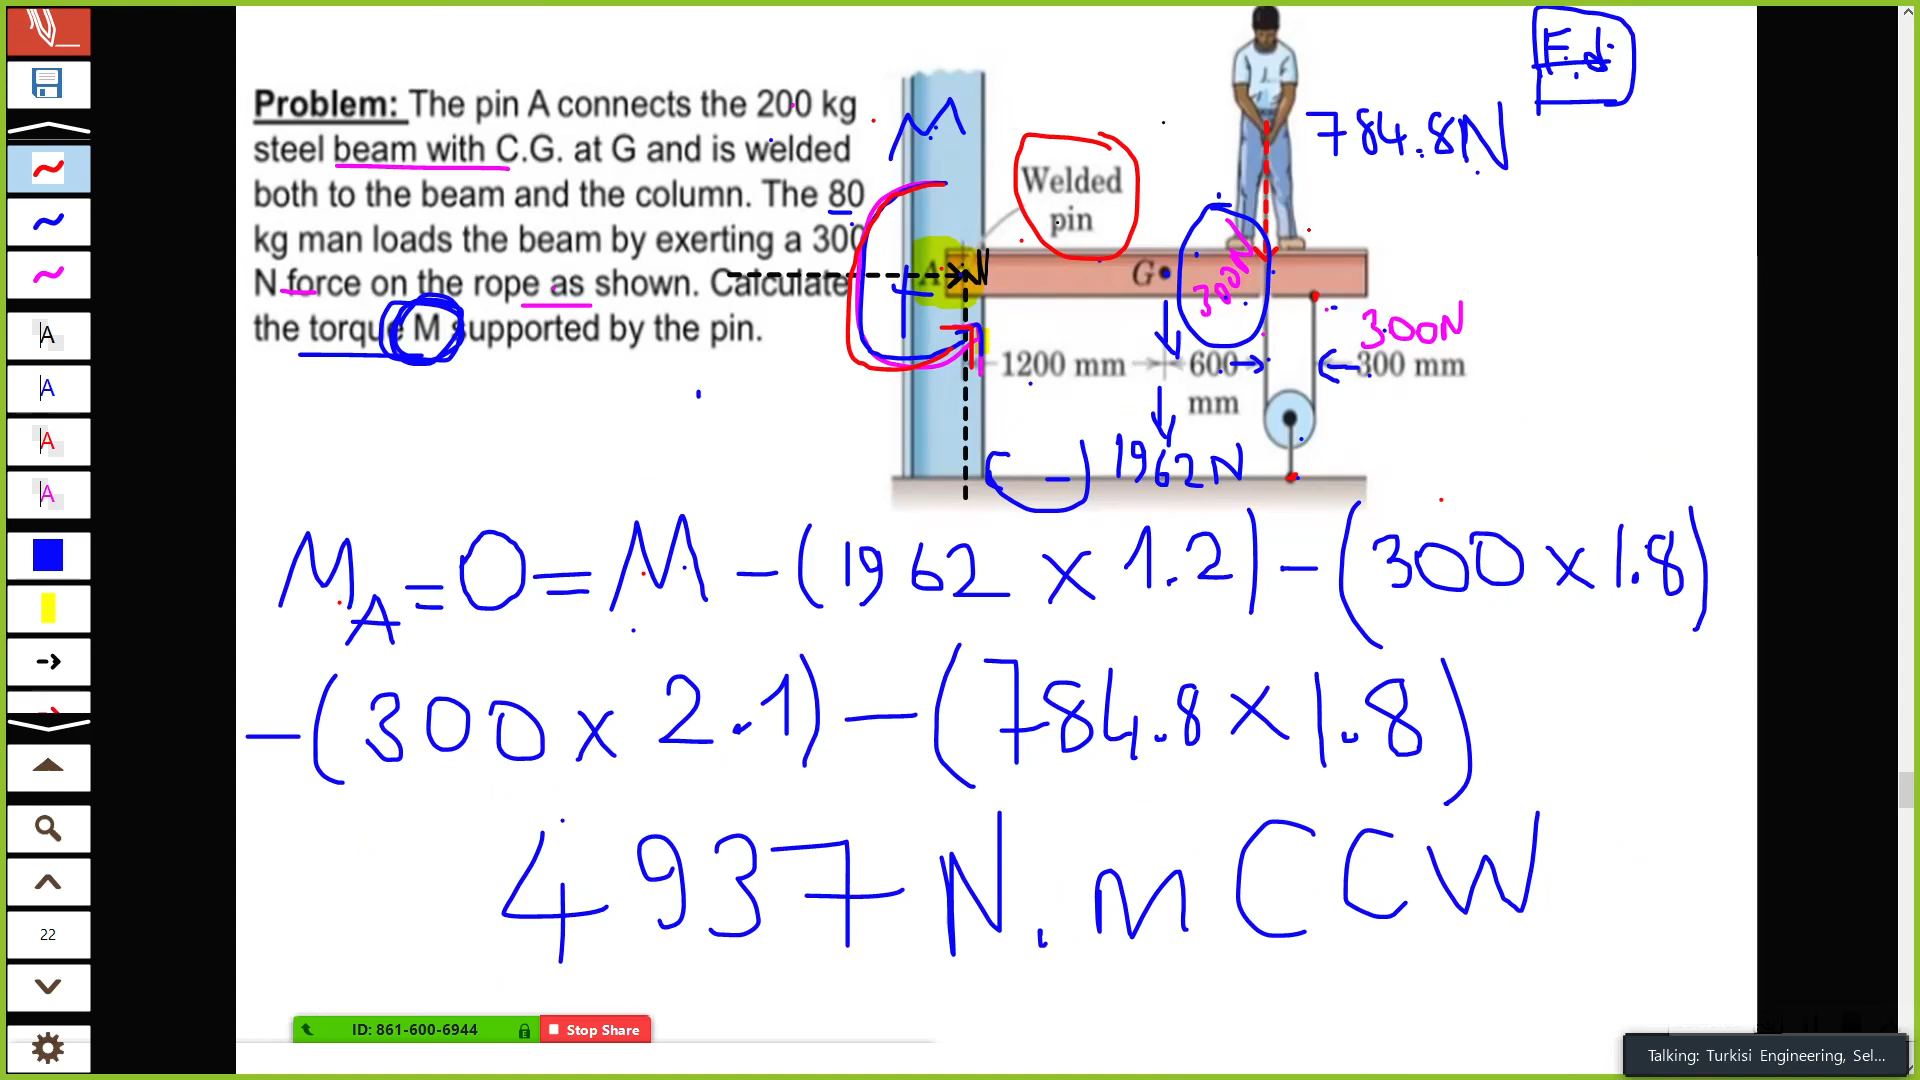 Problem: The pin A connects the 200 kg
steel beam with C.G. at G and is welded
both to the beam and the column. The 80
kg man loads the beam by exerting a 300
N force on the rope as shown. Calculate
the torque M supported by the pin.
F.d
784.8N
M
Welded
pin
A
N
G
300N
+
300N
1200 mm
600
mm
300 mm
-
1962N
M_A = 0 = M - (1962 × 1.2) - (300 × 1.8)
- (300 × 2.1) - (784.8 × 1.8)
4937 N.m CCW
A
A
A
A
22
ID: 861-600-6944
Stop Share
Talking: Turkisi Engineering, Sel...